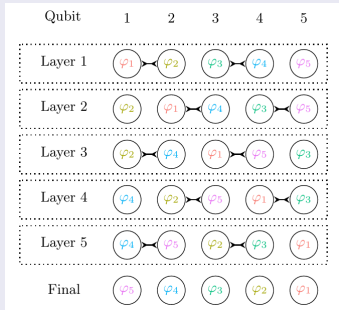 Qubit 1 2 3 4 5
Layer 1 φ1 φ2 φ3 φ4 φ5
Layer 2 φ2 φ1 φ4 φ3 φ5
Layer 3 φ2 φ4 φ1 φ5 φ3
Layer 4 φ4 φ2 φ5 φ1 φ3
Layer 5 φ4 φ5 φ2 φ3 φ1
Final φ5 φ4 φ3 φ2 φ1